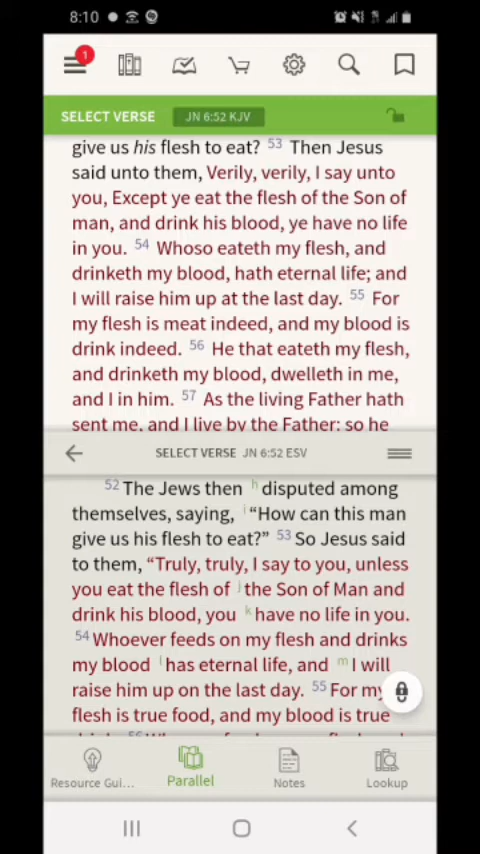 8:10
1
SELECT VERSE JN 6:52 KJV
give us his flesh to eat? 53 Then Jesus
said unto them, Verily, verily, I say unto
you, Except ye eat the flesh of the Son of
man, and drink his blood, ye have no life
in you. 54 Whoso eateth my flesh, and
drinketh my blood, hath eternal life; and
I will raise him up at the last day. 55 For
my flesh is meat indeed, and my blood is
drink indeed. 56 He that eateth my flesh,
and drinketh my blood, dwelleth in me,
and I in him. 57 As the living Father hath
sent me, and I live by the Father: so he
SELECT VERSE JN 6:52 ESV
52 The Jews then h disputed among
themselves, saying, i “How can this man
give us his flesh to eat?” 53 So Jesus said
to them, “Truly, truly, I say to you, unless
you eat the flesh of j the Son of Man and
drink his blood, you k have no life in you.
54 Whoever feeds on my flesh and drinks
my blood l has eternal life, and m I will
raise him up on the last day. 55 For my
flesh is true food, and my blood is true
Resource Gui... Parallel Notes Lookup